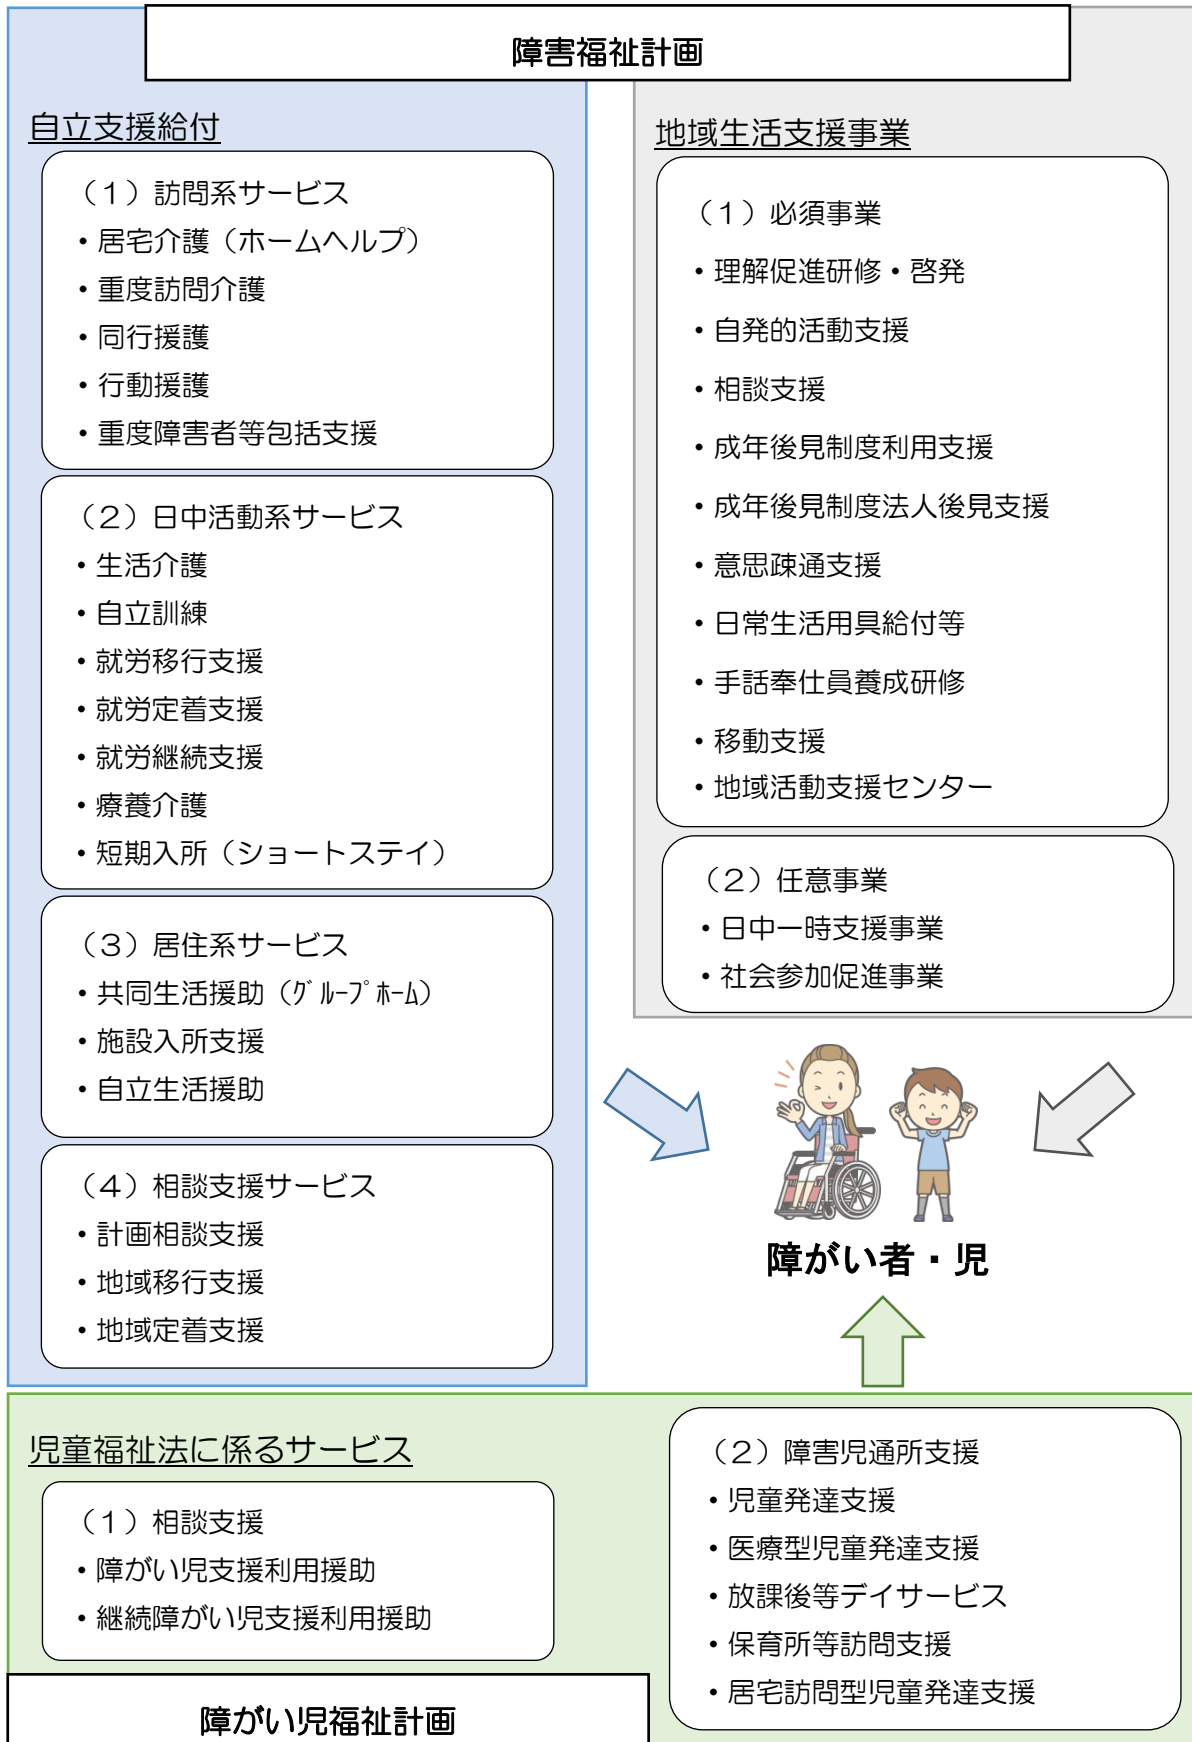 障害福祉計画
自立支援給付
（１）訪問系サービス
・居宅介護（ホームヘルプ）
・重度訪問介護
・同行援護
・行動援護
・重度障害者等包括支援
（２）日中活動系サービス
・生活介護
・自立訓練
・就労移行支援
・就労定着支援
・就労継続支援
・療養介護
・短期入所（ショートステイ）
（３）居住系サービス
・共同生活援助（ｸﾞﾙｰﾌﾟﾎｰﾑ）
・施設入所支援
・自立生活援助
（４）相談支援サービス
・計画相談支援
・地域移行支援
・地域定着支援
地域生活支援事業
（１）必須事業
・理解促進研修・啓発
・自発的活動支援
・相談支援
・成年後見制度利用支援
・成年後見制度法人後見支援
・意思疎通支援
・日常生活用具給付等
・手話奉仕員養成研修
・移動支援
・地域活動支援センター
（２）任意事業
・日中一時支援事業
・社会参加促進事業
障がい者・児
児童福祉法に係るサービス
（１）相談支援
・障がい児支援利用援助
・継続障がい児支援利用援助
（２）障害児通所支援
・児童発達支援
・医療型児童発達支援
・放課後等デイサービス
・保育所等訪問支援
・居宅訪問型児童発達支援
障がい児福祉計画